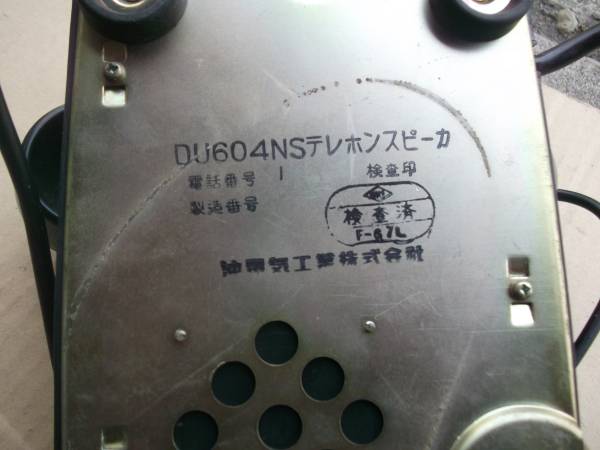 DU604NSテレホンスピーカ
電話番号 1 検査印
製造番号
検査済
F-67L
沖電気工業株式会社